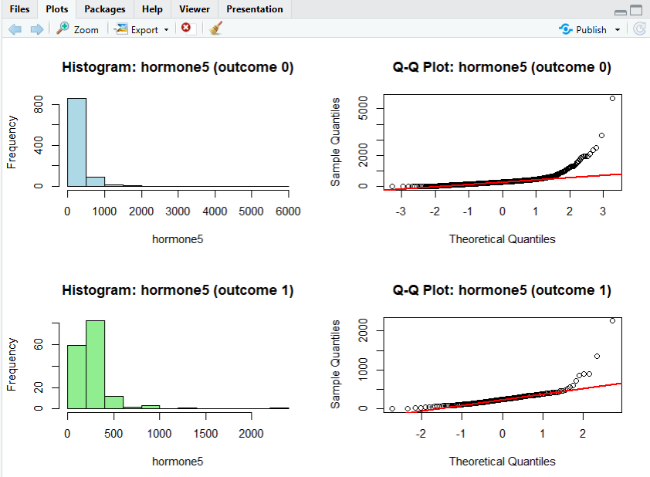 Files Plots Packages Help Viewer Presentation
Zoom Export Publish
Histogram: hormone5 (outcome 0)
Frequency
0 400 800
0 1000 2000 3000 4000 5000 6000
hormone5
Q-Q Plot: hormone5 (outcome 0)
Sample Quantiles
0 2000 5000
-3 -2 -1 0 1 2 3
Theoretical Quantiles
Histogram: hormone5 (outcome 1)
Frequency
0 20 60
0 500 1000 1500 2000
hormone5
Q-Q Plot: hormone5 (outcome 1)
Sample Quantiles
0 1000 2000
-2 -1 0 1 2
Theoretical Quantiles